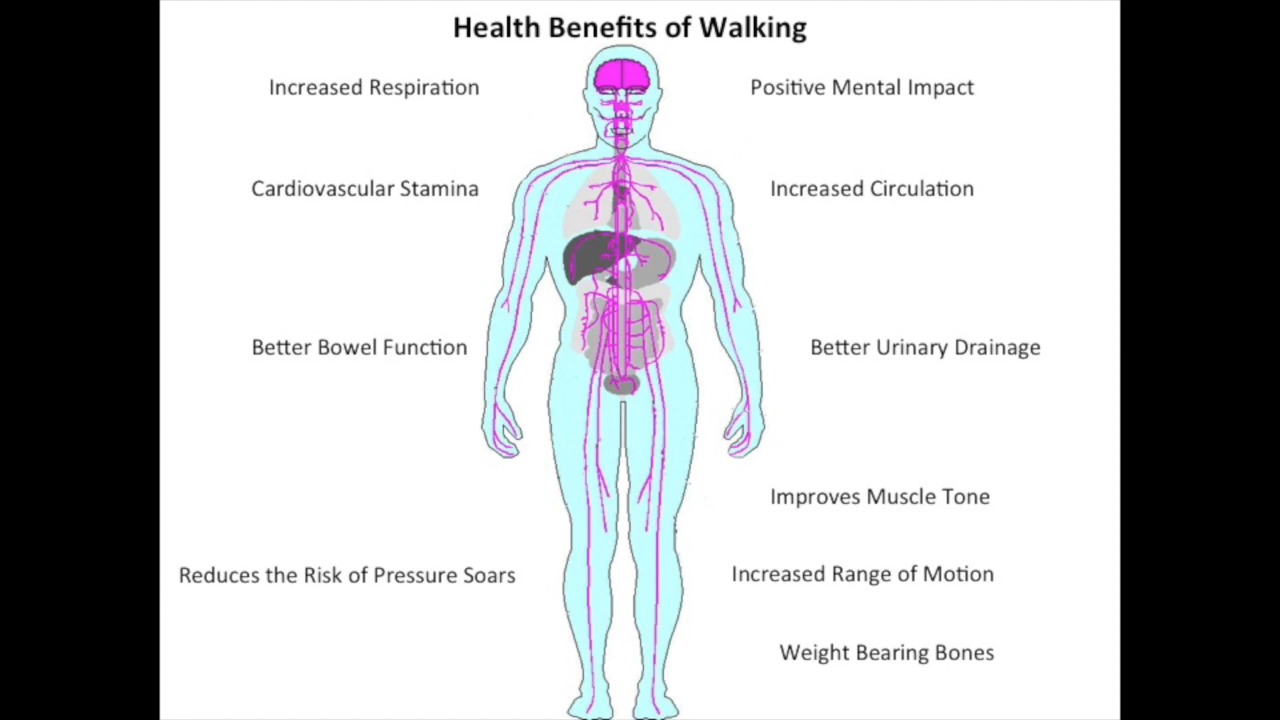 Health Benefits of Walking
Increased Respiration
Positive Mental Impact
Cardiovascular Stamina
Increased Circulation
Better Bowel Function
Better Urinary Drainage
Improves Muscle Tone
Reduces the Risk of Pressure Soars
Increased Range of Motion
Weight Bearing Bones